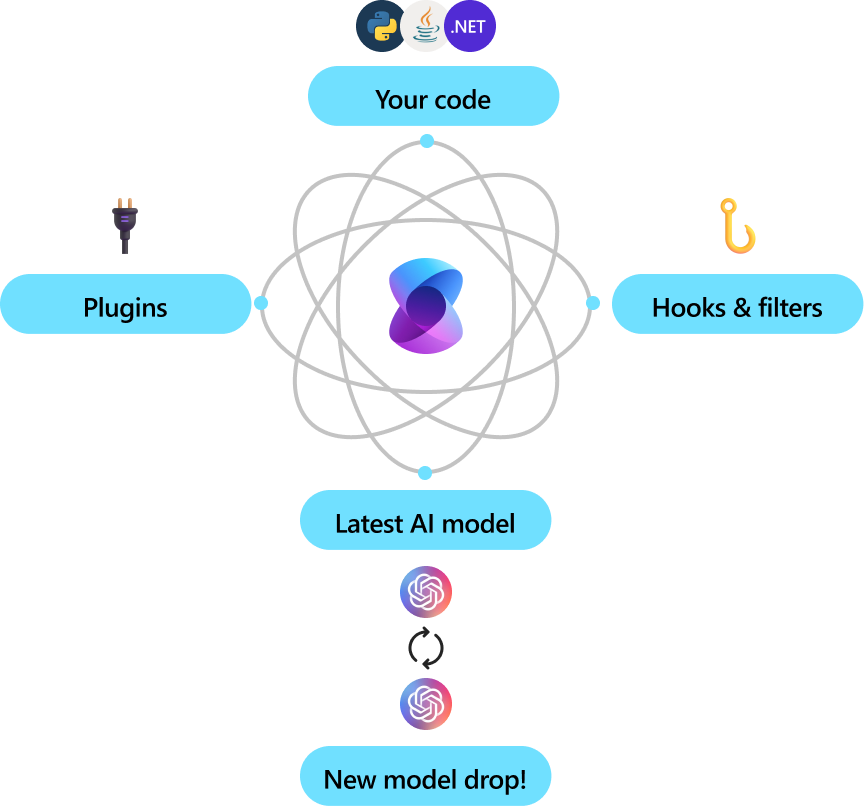 .NET
Your code
Plugins
Hooks & filters
Latest AI model
New model drop!